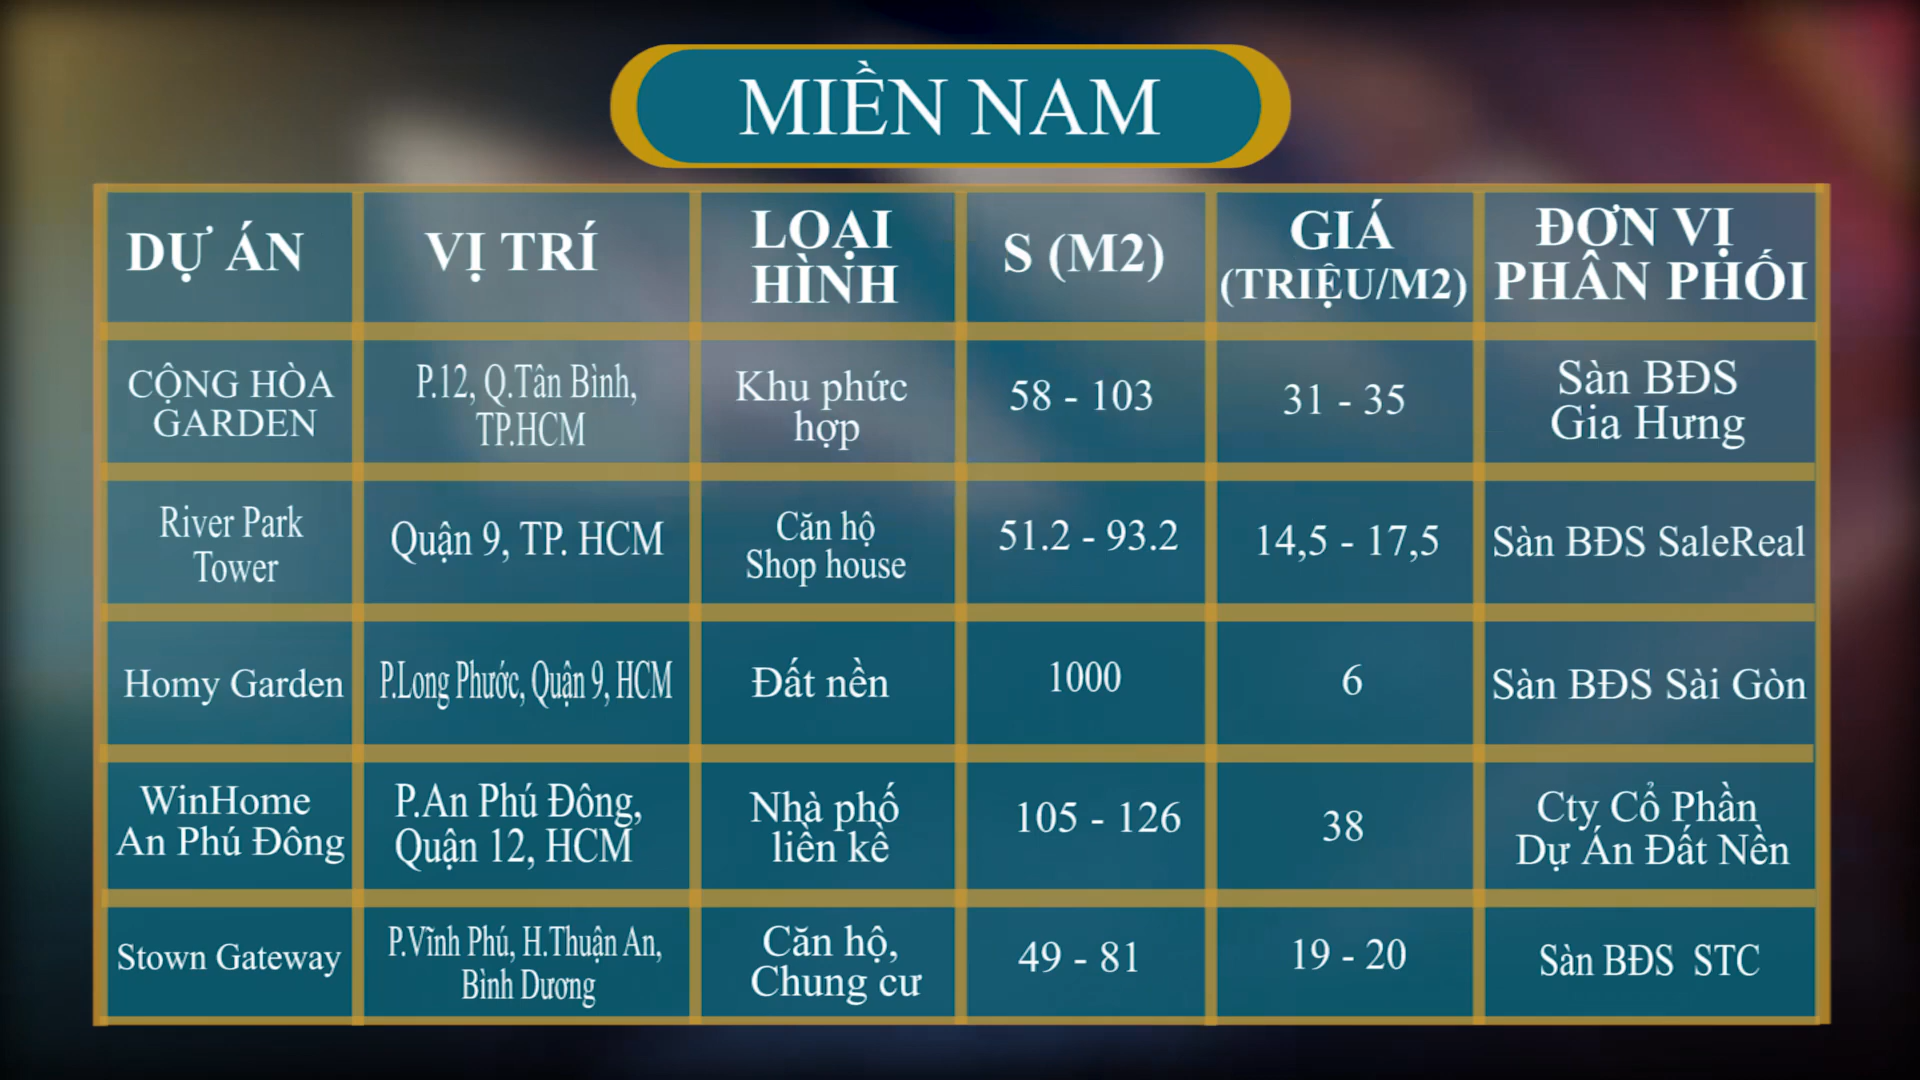 MIỀN NAM
DỰ ÁN
VỊ TRÍ
LOẠI
HÌNH
S (M2)
GIÁ
(TRIỆU/M2)
ĐƠN VỊ
PHÂN PHỐI
CỘNG HÒA
GARDEN
P.12, Q.Tân Bình,
TP.HCM
Khu phức
hợp
58 - 103
31 - 35
Sàn BĐS
Gia Hưng
River Park
Tower
Quận 9, TP. HCM
Căn hộ
Shop house
51.2 - 93.2
14,5 - 17,5
Sàn BĐS SaleReal
Homy Garden
P.Long Phước, Quận 9, HCM
Đất nền
1000
6
Sàn BĐS Sài Gòn
WinHome
An Phú Đông
P.An Phú Đông,
Quận 12, HCM
Nhà phố
liền kề
105 - 126
38
Cty Cổ Phần
Dự Án Đất Nền
Stown Gateway
P.Vĩnh Phú, H.Thuận An,
Bình Dương
Căn hộ,
Chung cư
49 - 81
19 - 20
Sàn BĐS STC